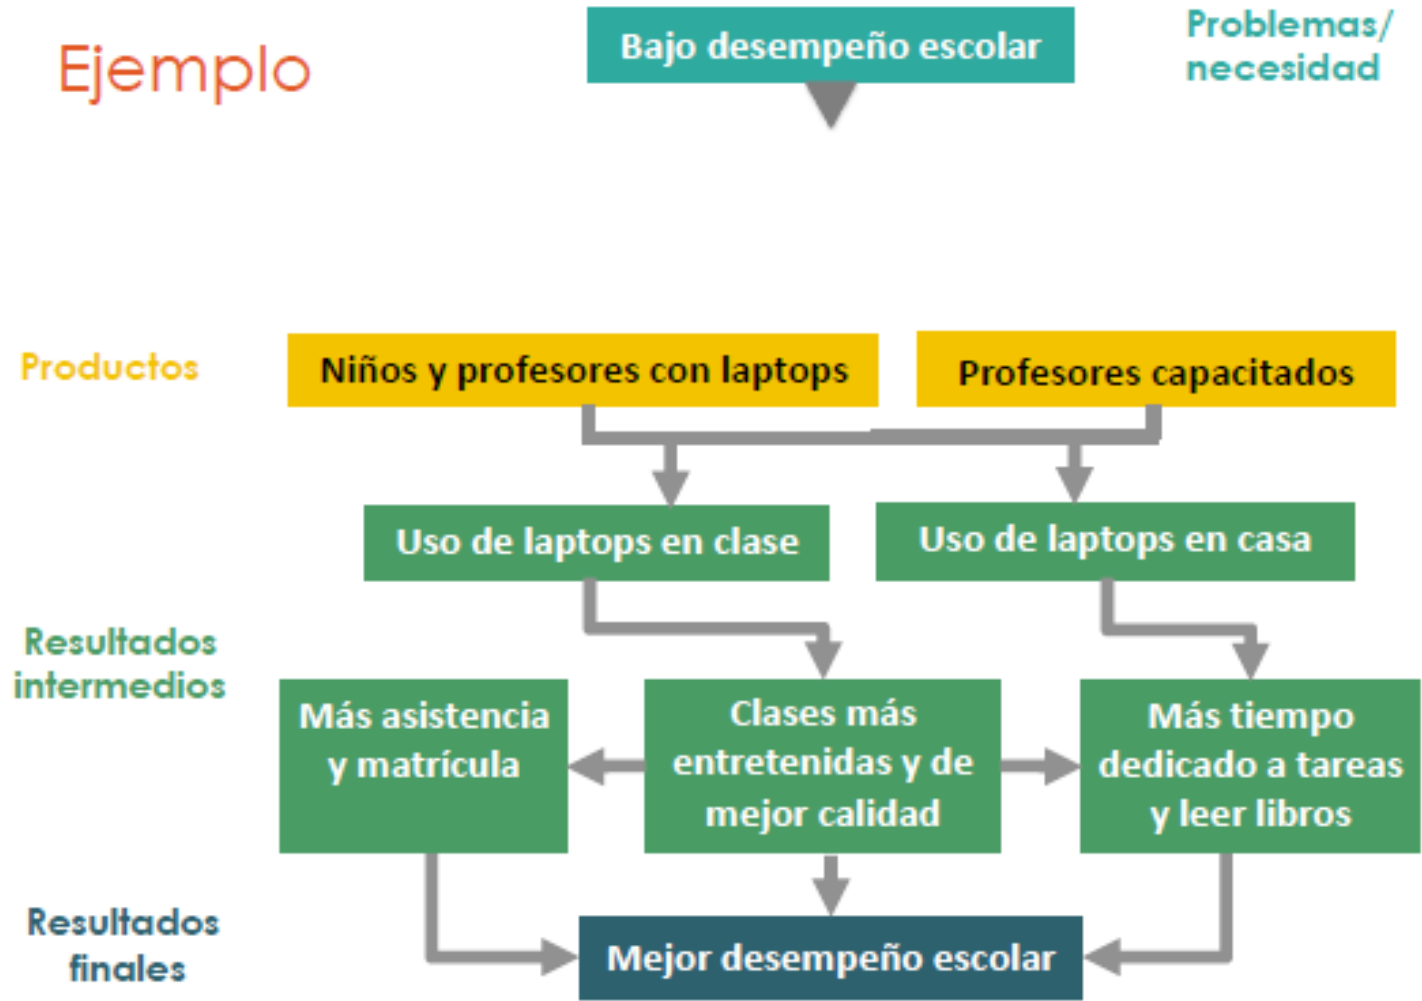 Ejemplo
Bajo desempeño escolar
Problemas/
necesidad
Productos
Niños y profesores con laptops
Profesores capacitados
Uso de laptops en clase
Uso de laptops en casa
Resultados
intermedios
Más asistencia
y matrícula
Clases más
entretenidas y de
mejor calidad
Más tiempo
dedicado a tareas
y leer libros
Resultados
finales
Mejor desempeño escolar